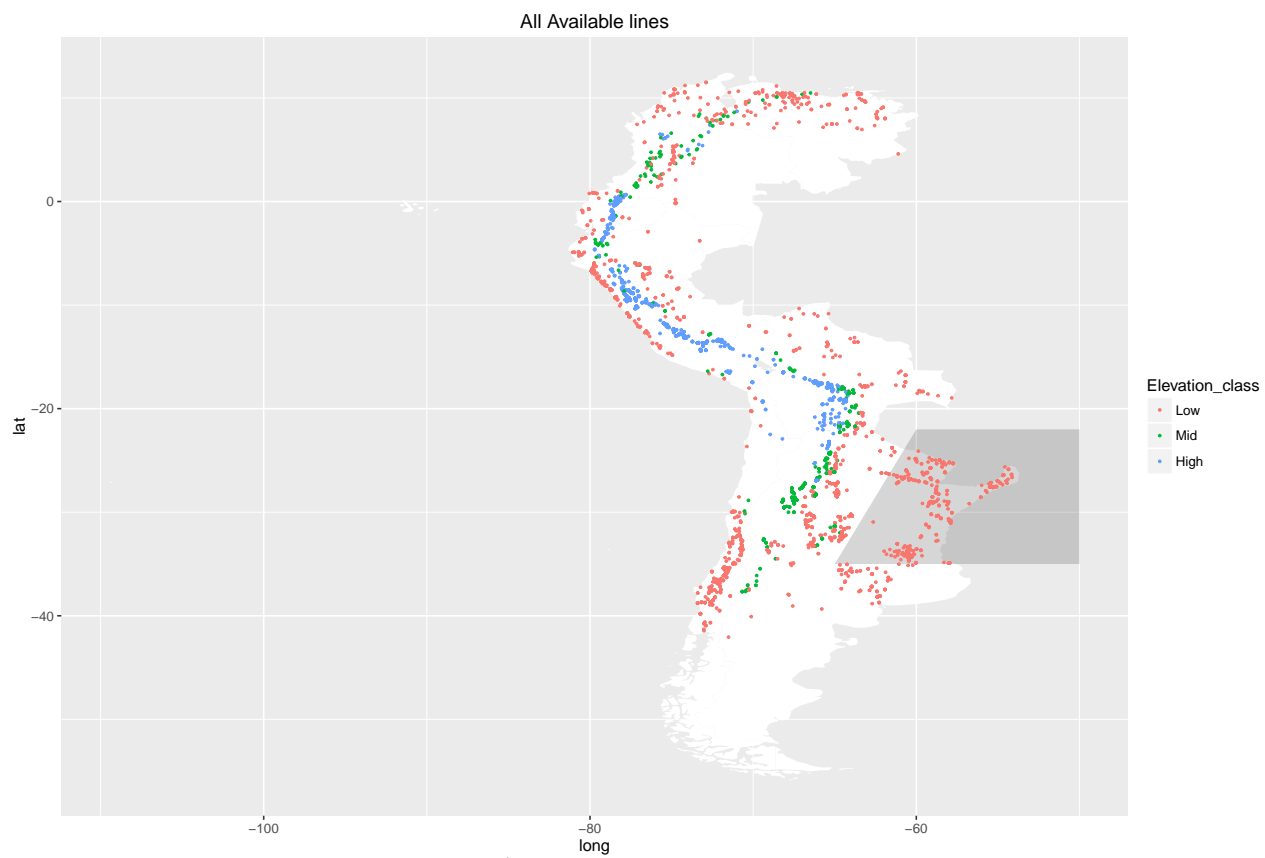 All Available lines
lat
0
−20
−40
−100
−80
−60
long
Elevation_class
Low
Mid
High